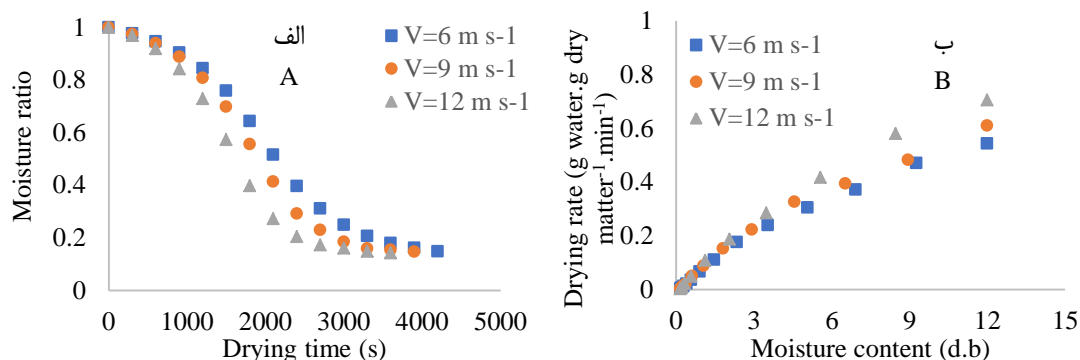 الف
A
V=6 m s-1
V=9 m s-1
V=12 m s-1
Moisture ratio
1
0.8
0.6
0.4
0.2
0
0 1000 2000 3000 4000 5000
Drying time (s)
ب
B
V=6 m s-1
V=9 m s-1
V=12 m s-1
Drying rate (g water.g dry
matter⁻¹.min⁻¹)
1
0.8
0.6
0.4
0.2
0
0 3 6 9 12 15
Moisture content (d.b)